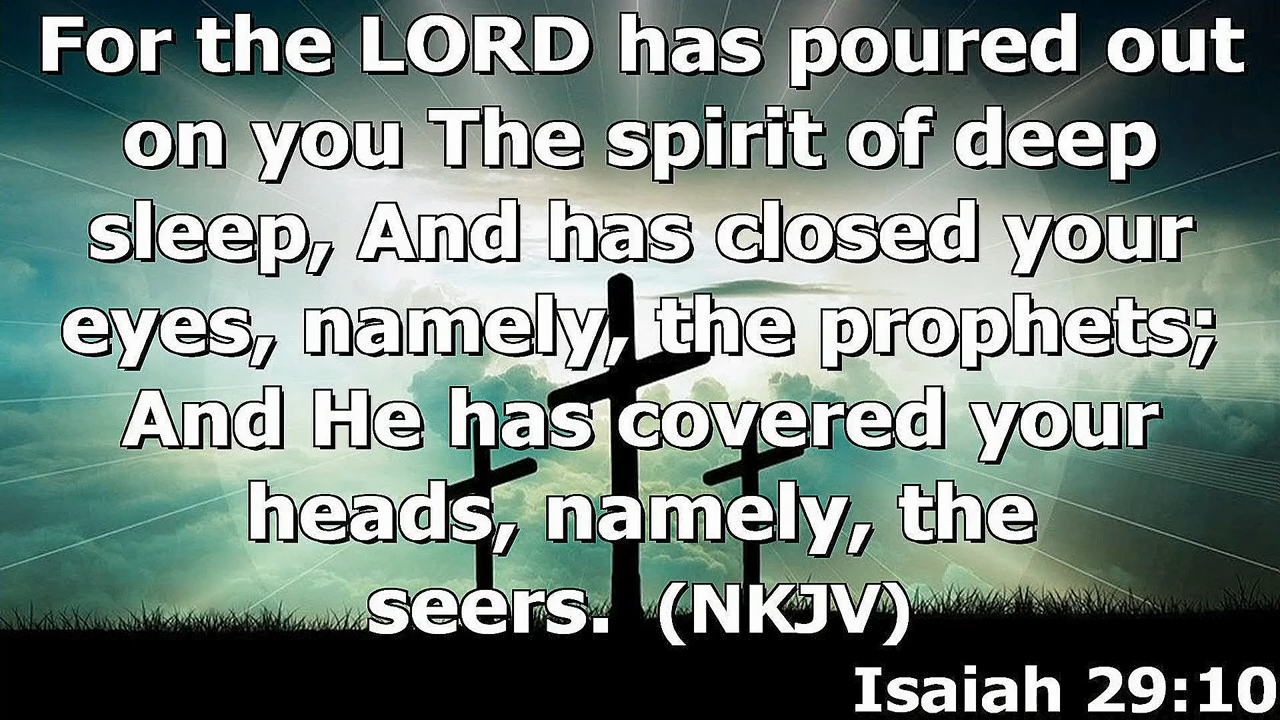 For the LORD has poured out
on you The spirit of deep
sleep, And has closed your
eyes, namely, the prophets;
And He has covered your
heads, namely, the
seers. (NKJV)
Isaiah 29:10